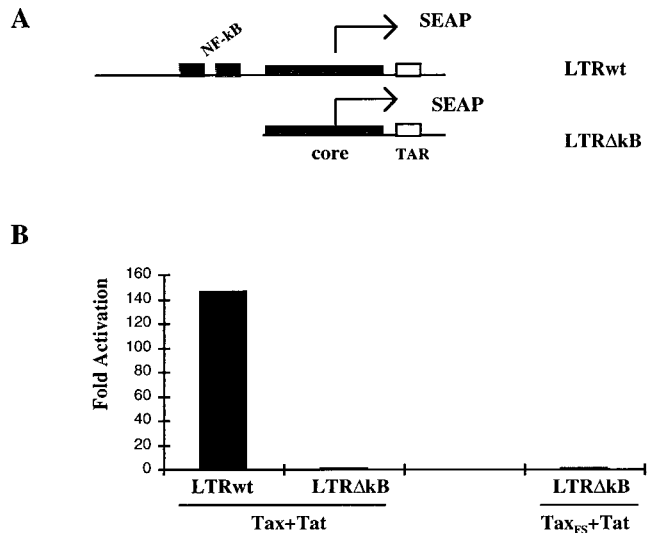 A
NF-kB
SEAP
LTRwt
SEAP
LTRΔkB
core
TAR
B
Fold Activation
160
140
120
100
80
60
40
20
0
LTRwt
LTRΔkB
LTRΔkB
Tax+Tat
TaxFS+Tat